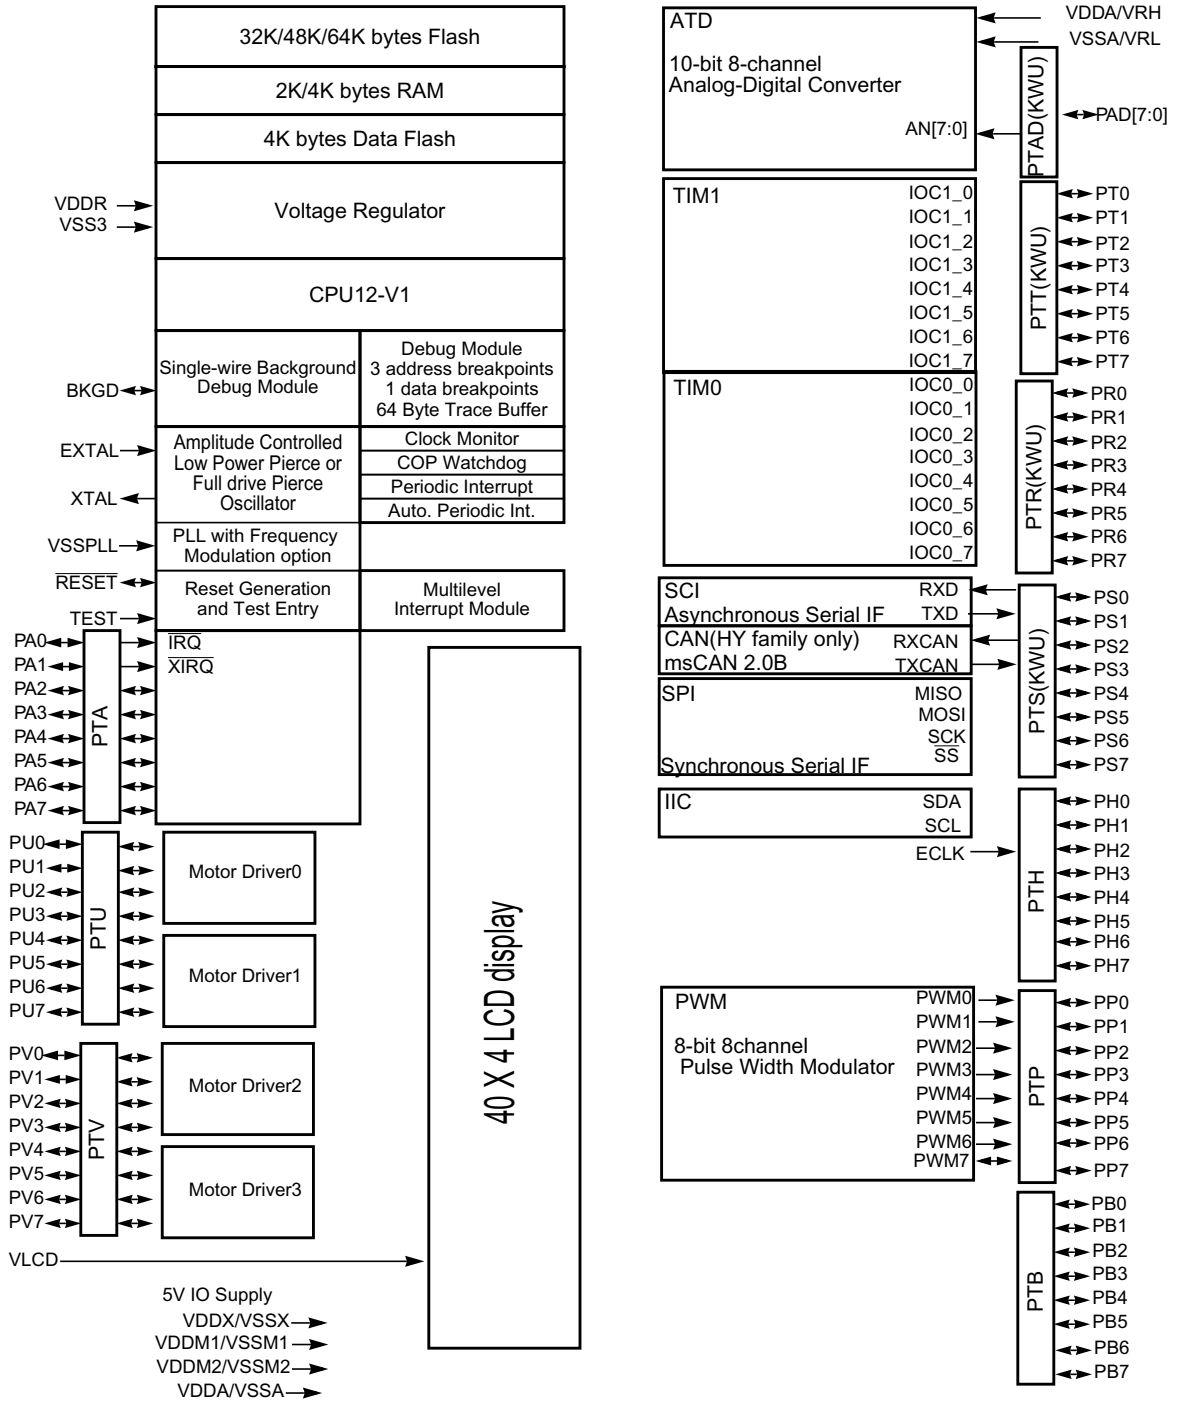 32K/48K/64K bytes Flash
2K/4K bytes RAM
4K bytes Data Flash
VDDR
VSS3
Voltage Regulator
CPU12-V1
BKGD
Single-wire Background
Debug Module
Debug Module
3 address breakpoints
1 data breakpoints
64 Byte Trace Buffer
EXTAL
XTAL
Amplitude Controlled
Low Power Pierce or
Full drive Pierce
Oscillator
Clock Monitor
COP Watchdog
Periodic Interrupt
Auto. Periodic Int.
VSSPLL
PLL with Frequency
Modulation option
RESET
TEST
Reset Generation
and Test Entry
Multilevel
Interrupt Module
PA0
PA1
PA2
PA3
PA4
PA5
PA6
PA7
PTA
IRQ
XIRQ
PU0
PU1
PU2
PU3
PU4
PU5
PU6
PU7
PTU
Motor Driver0
Motor Driver1
PV0
PV1
PV2
PV3
PV4
PV5
PV6
PV7
PTV
Motor Driver2
Motor Driver3
VLCD
40 X 4 LCD display
5V IO Supply
VDDX/VSSX
VDDM1/VSSM1
VDDM2/VSSM2
VDDA/VSSA
ATD
10-bit 8-channel
Analog-Digital Converter
AN[7:0]
VDDA/VRH
VSSA/VRL
PTAD(KWU)
PAD[7:0]
TIM1
IOC1_0
IOC1_1
IOC1_2
IOC1_3
IOC1_4
IOC1_5
IOC1_6
IOC1_7
PTT(KWU)
PT0
PT1
PT2
PT3
PT4
PT5
PT6
PT7
TIM0
IOC0_0
IOC0_1
IOC0_2
IOC0_3
IOC0_4
IOC0_5
IOC0_6
IOC0_7
PTR(KWU)
PR0
PR1
PR2
PR3
PR4
PR5
PR6
PR7
SCI
Asynchronous Serial IF
RXD
TXD
CAN(HY family only)
msCAN 2.0B
RXCAN
TXCAN
SPI
Synchronous Serial IF
MISO
MOSI
SCK
SS
PTS(KWU)
PS0
PS1
PS2
PS3
PS4
PS5
PS6
PS7
IIC
SDA
SCL
ECLK
PTH
PH0
PH1
PH2
PH3
PH4
PH5
PH6
PH7
PWM
8-bit 8channel
Pulse Width Modulator
PWM0
PWM1
PWM2
PWM3
PWM4
PWM5
PWM6
PWM7
PTP
PP0
PP1
PP2
PP3
PP4
PP5
PP6
PP7
PTB
PB0
PB1
PB2
PB3
PB4
PB5
PB6
PB7